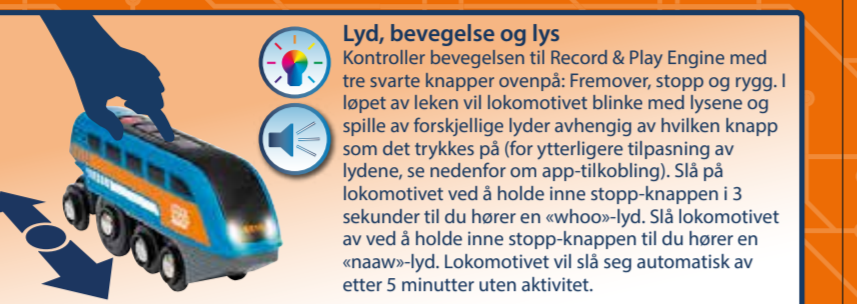 Lyd, bevegelse og lys
Kontroller bevegelsen til Record & Play Engine med
tre svarte knapper ovenpå: Fremover, stopp og rygg. I
løpet av leken vil lokomotivet blinke med lysene og
spille av forskjellige lyder avhengig av hvilken knapp
som det trykkes på (for ytterligere tilpasning av
lydene, se nedenfor om app-tilkobling). Slå på
lokomotivet ved å holde inne stopp-knappen i 3
sekunder til du hører en «whoo»-lyd. Slå lokomotivet
av ved å holde inne stopp-knappen til du hører en
«naaw»-lyd. Lokomotivet vil slå seg automatisk av
etter 5 minutter uten aktivitet.